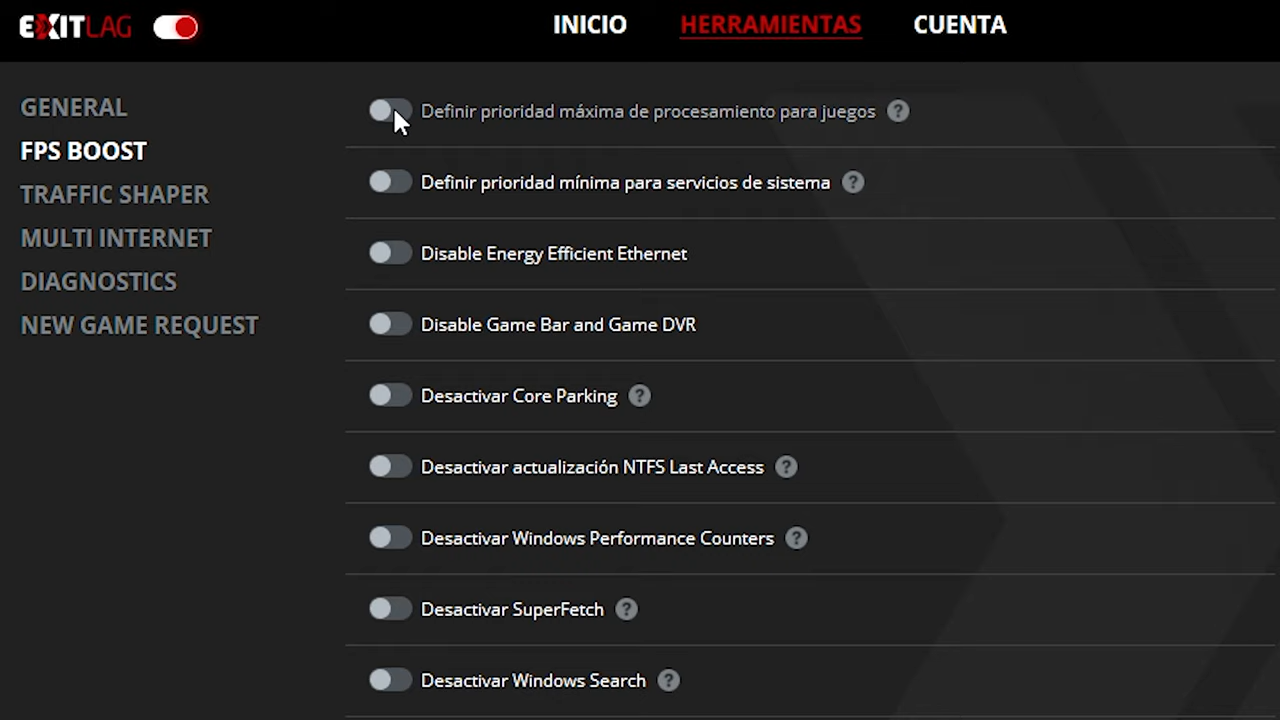 EXITLAG
INICIO
HERRAMIENTAS
CUENTA
GENERAL
FPS BOOST
TRAFFIC SHAPER
MULTI INTERNET
DIAGNOSTICS
NEW GAME REQUEST
Definir prioridad máxima de procesamiento para juegos ?
Definir prioridad mínima para servicios de sistema ?
Disable Energy Efficient Ethernet
Disable Game Bar and Game DVR
Desactivar Core Parking ?
Desactivar actualización NTFS Last Access ?
Desactivar Windows Performance Counters ?
Desactivar SuperFetch ?
Desactivar Windows Search ?